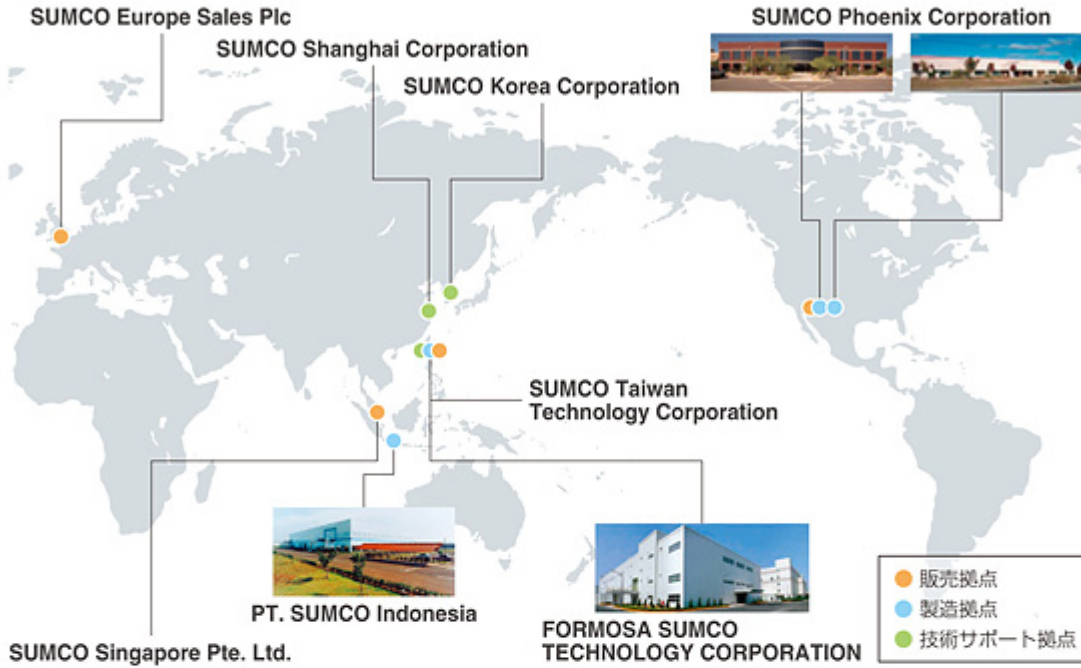 SUMCO Europe Sales Plc
SUMCO Phoenix Corporation
SUMCO Shanghai Corporation
SUMCO Korea Corporation
SUMCO Taiwan
Technology Corporation
PT. SUMCO Indonesia
FORMOSA SUMCO
TECHNOLOGY CORPORATION
SUMCO Singapore Pte. Ltd.
販売拠点
製造拠点
技術サポート拠点